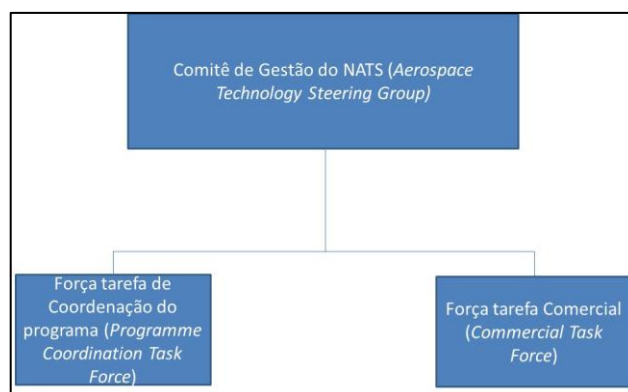 Comitê de Gestão do NATS (Aerospace
Technology Steering Group)
Força tarefa de
Coordenação do
programa (Programme
Coordination Task
Force)
Força tarefa Comercial
(Commercial Task
Force)